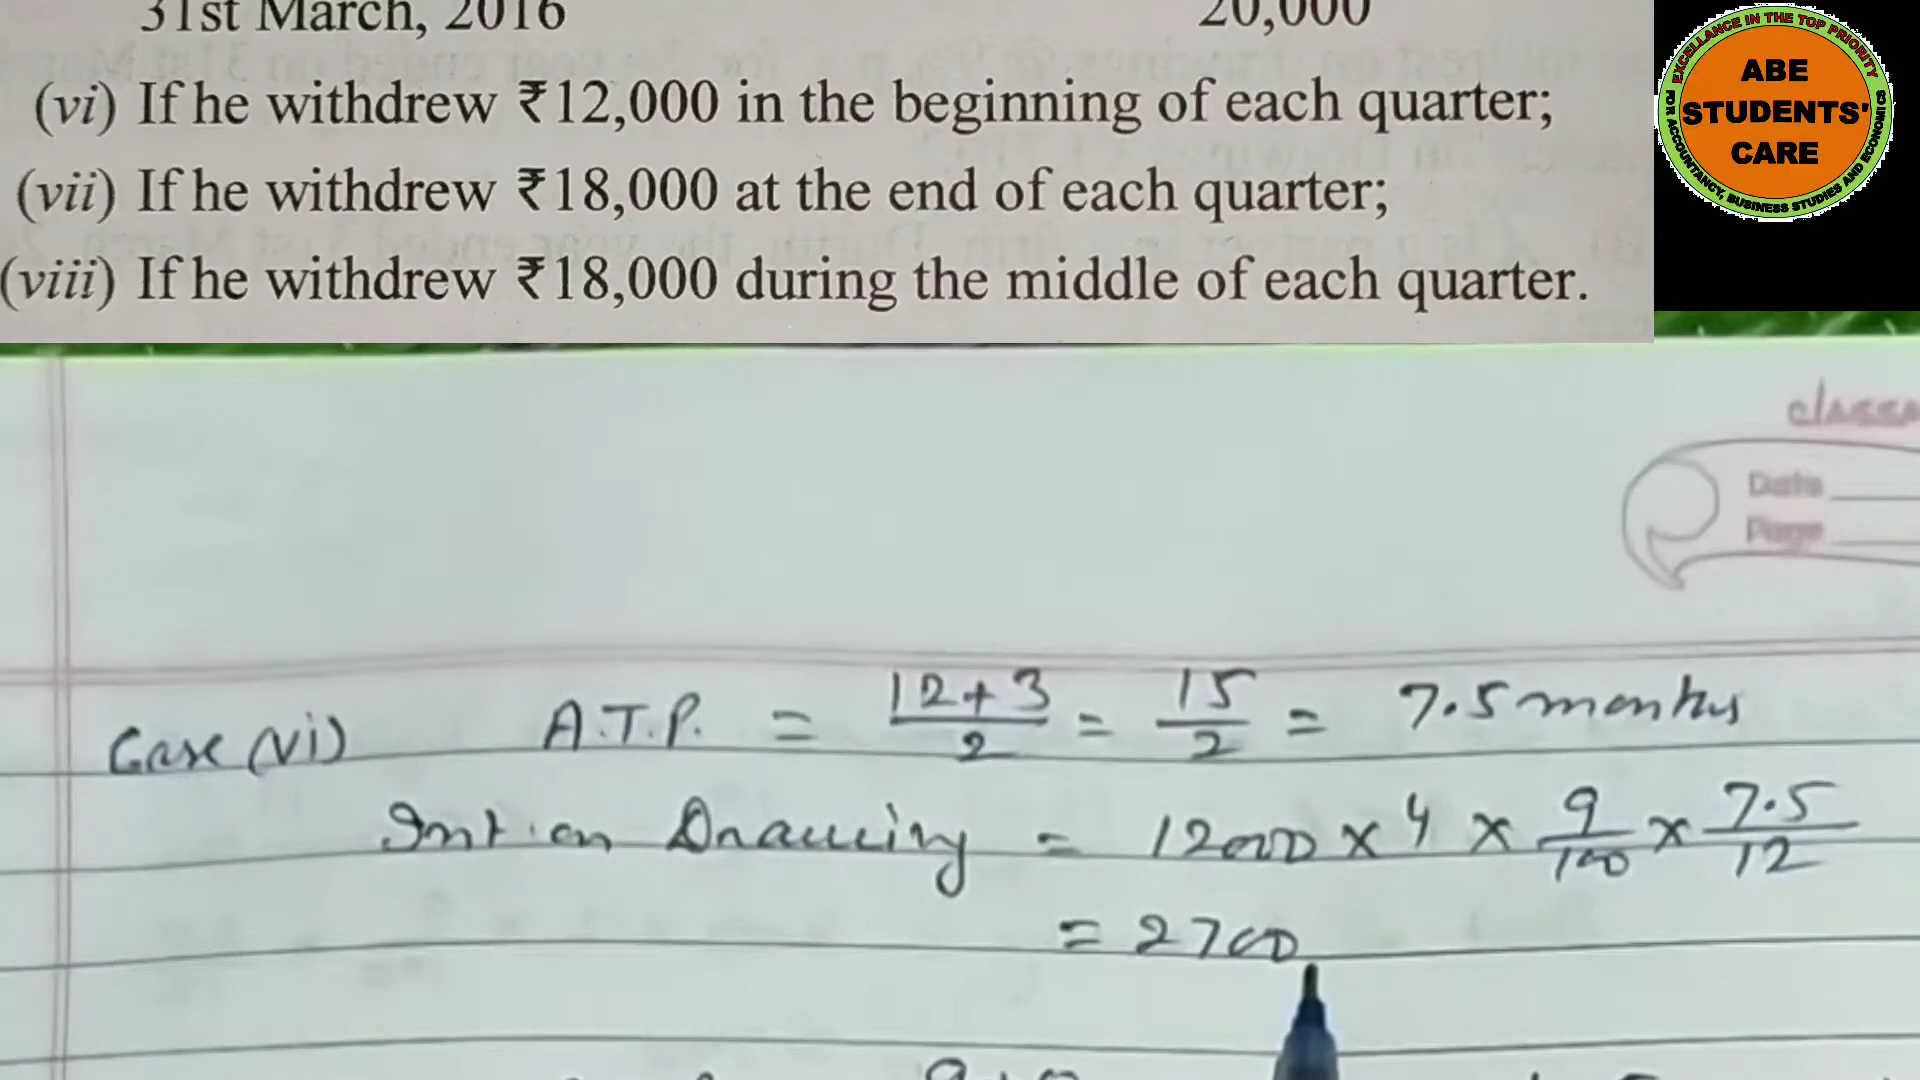 31st March, 2016 20,000
(vi) If he withdrew ₹12,000 in the beginning of each quarter;
(vii) If he withdrew ₹18,000 at the end of each quarter;
(viii) If he withdrew ₹18,000 during the middle of each quarter.
EXCELLANCE IN THE TOP PRIORITY
ABE
STUDENTS'
CARE
FOR ACCOUNTANCY, BUSINESS STUDIES AND ECONOMICS
Date
Page
Case (vi) A.T.P. = 12+3/2 = 15/2 = 7.5 months
Int. on Drawing = 12000 × 4 × 9/100 × 7.5/12
= 2700